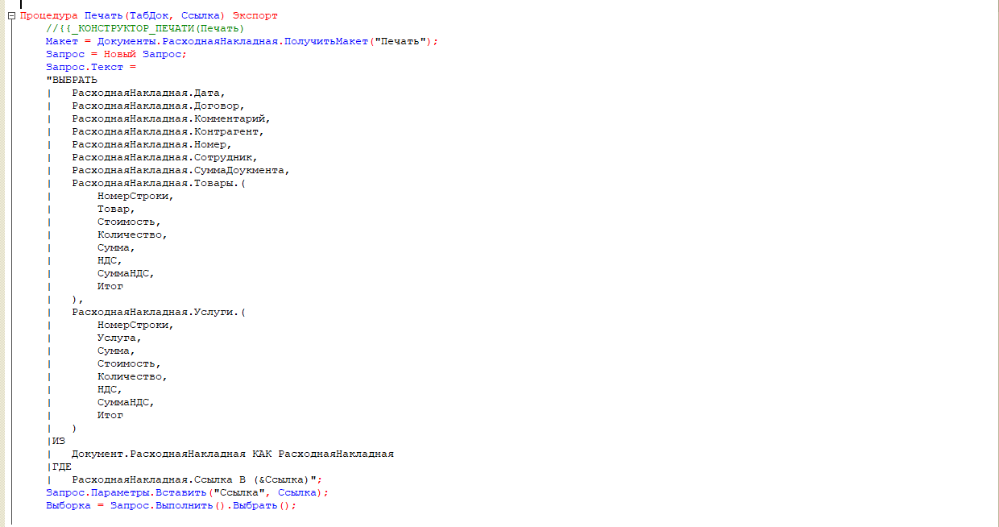 Процедура Печать(ТабДок, Ссылка) Экспорт
//{{_КОНСТРУКТОР_ПЕЧАТИ(Печать)
Макет = Документы.РасходнаяНакладная.ПолучитьМакет("Печать");
Запрос = Новый Запрос;
Запрос.Текст =
"ВЫБРАТЬ
| РасходнаяНакладная.Дата,
| РасходнаяНакладная.Договор,
| РасходнаяНакладная.Комментарий,
| РасходнаяНакладная.Контрагент,
| РасходнаяНакладная.Номер,
| РасходнаяНакладная.Сотрудник,
| РасходнаяНакладная.СуммаДоукмента,
| РасходнаяНакладная.Товары.(
| НомерСтроки,
| Товар,
| Стоимость,
| Количество,
| Сумма,
| НДС,
| СуммаНДС,
| Итог
| ),
| РасходнаяНакладная.Услуги.(
| НомерСтроки,
| Услуга,
| Сумма,
| Стоимость,
| Количество,
| НДС,
| СуммаНДС,
| Итог
| )
|ИЗ
| Документ.РасходнаяНакладная КАК РасходнаяНакладная
|ГДЕ
| РасходнаяНакладная.Ссылка В (&Ссылка)";
Запрос.Параметры.Вставить("Ссылка", Ссылка);
Выборка = Запрос.Выполнить().Выбрать();